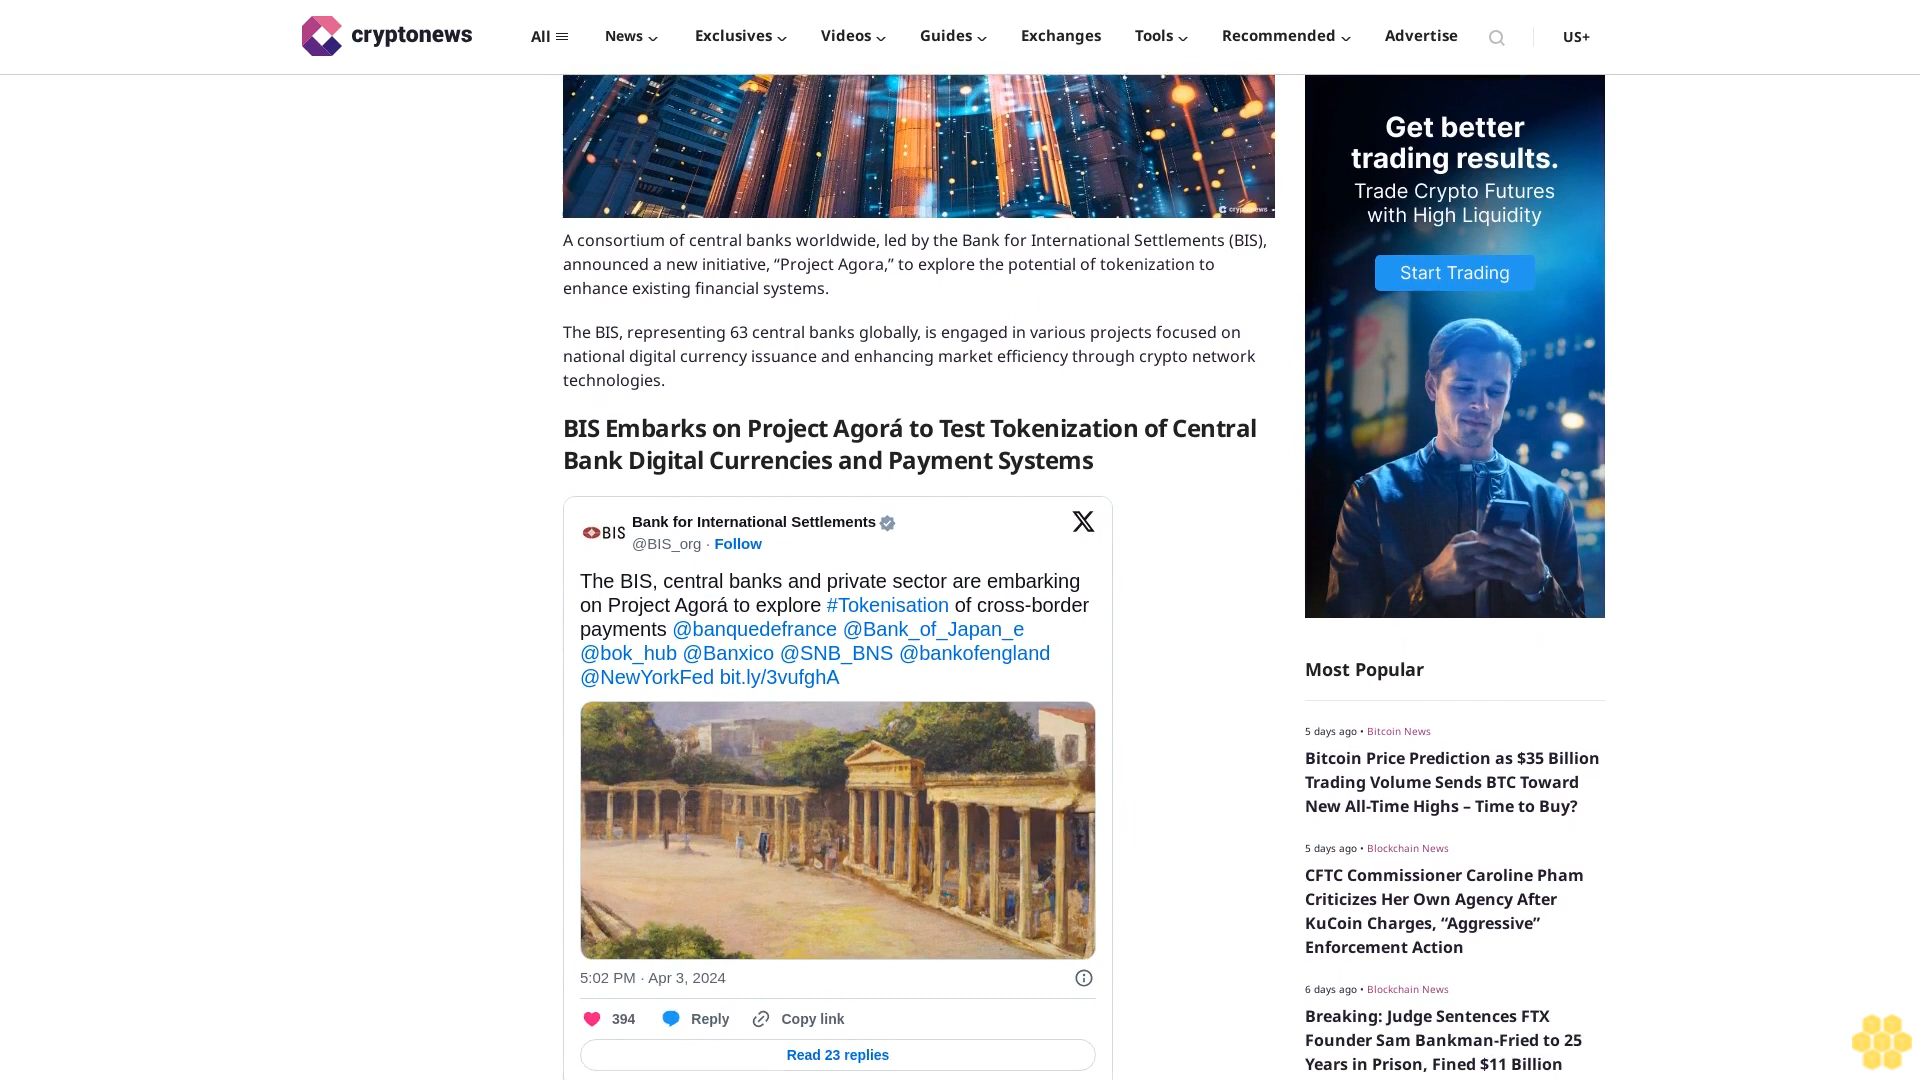 cryptonews
All
News
Exclusives
Videos
Guides
Exchanges
Tools
Recommended
Advertise
US+
cryptonews
A consortium of central banks worldwide, led by the Bank for International Settlements (BIS),
announced a new initiative, “Project Agora,” to explore the potential of tokenization to
enhance existing financial systems.
The BIS, representing 63 central banks globally, is engaged in various projects focused on
national digital currency issuance and enhancing market efficiency through crypto network
technologies.
BIS Embarks on Project Agorá to Test Tokenization of Central
Bank Digital Currencies and Payment Systems
BIS
Bank for International Settlements
@BIS_org · Follow
The BIS, central banks and private sector are embarking
on Project Agorá to explore #Tokenisation of cross-border
payments @banquedefrance @Bank_of_Japan_e
@bok_hub @Banxico @SNB_BNS @bankofengland
@NewYorkFed bit.ly/3vufghA
5:02 PM · Apr 3, 2024
394
Reply
Copy link
Read 23 replies
Get better
trading results.
Trade Crypto Futures
with High Liquidity
Start Trading
Most Popular
5 days ago • Bitcoin News
Bitcoin Price Prediction as $35 Billion
Trading Volume Sends BTC Toward
New All-Time Highs – Time to Buy?
5 days ago • Blockchain News
CFTC Commissioner Caroline Pham
Criticizes Her Own Agency After
KuCoin Charges, “Aggressive”
Enforcement Action
6 days ago • Blockchain News
Breaking: Judge Sentences FTX
Founder Sam Bankman-Fried to 25
Years in Prison, Fined $11 Billion